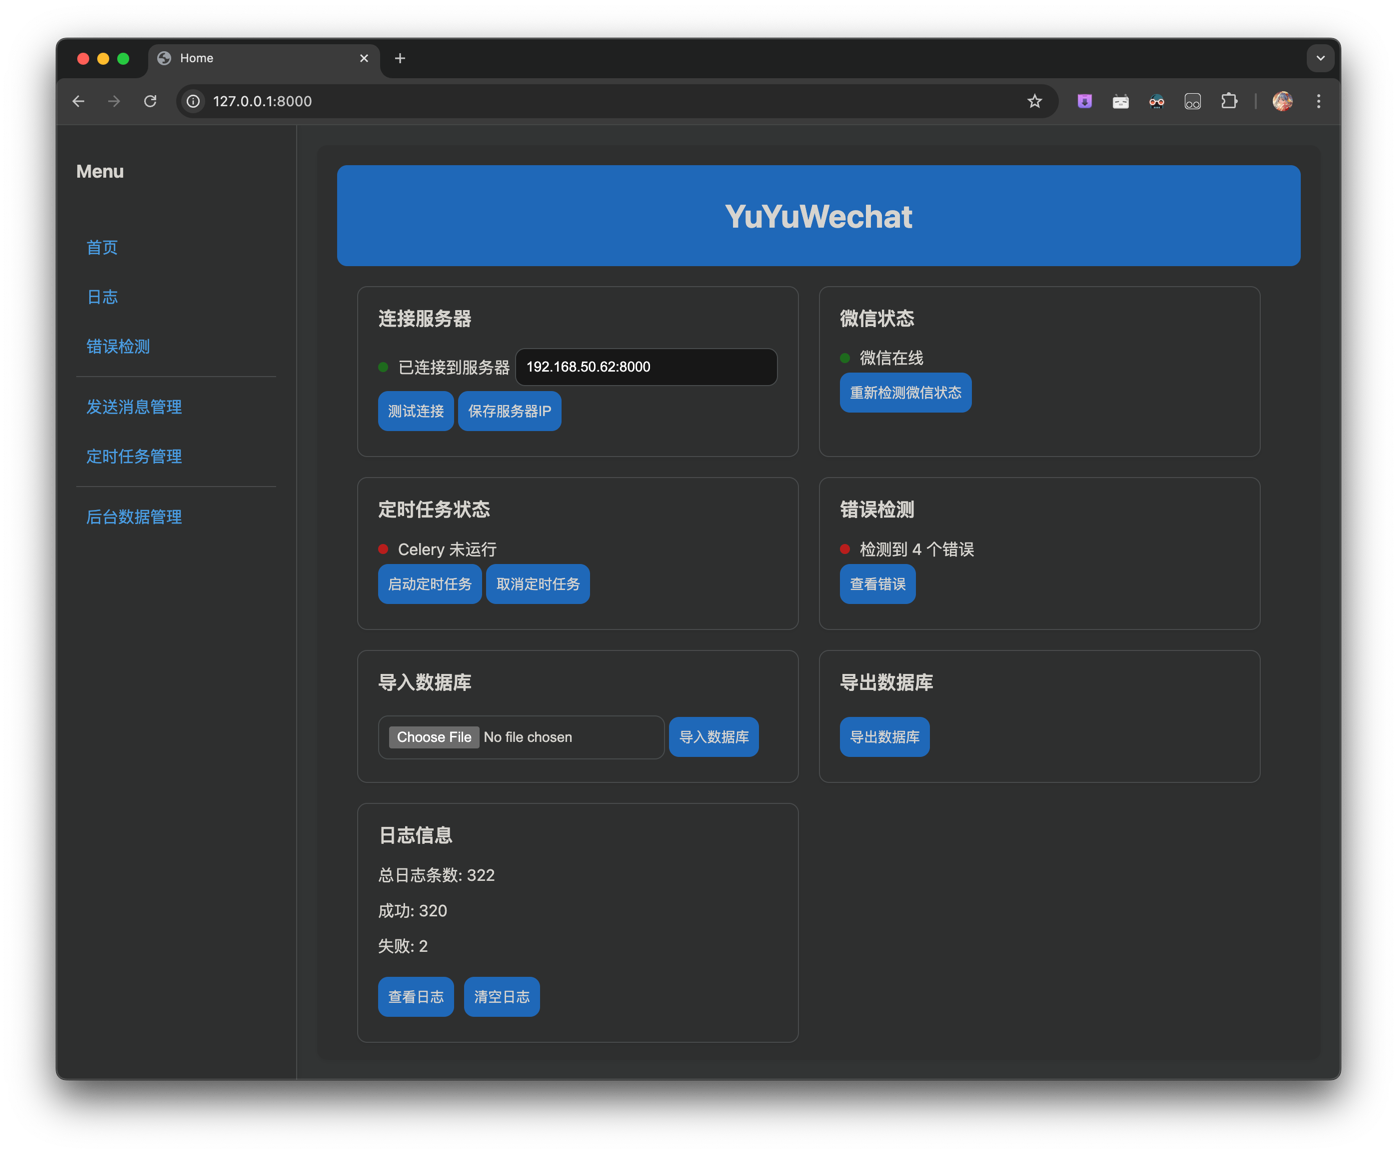 Home
127.0.0.1:8000
Menu
首页
日志
错误检测
发送消息管理
定时任务管理
后台数据管理
YuYuWechat
连接服务器
已连接到服务器 192.168.50.62:8000
测试连接 保存服务器IP
微信状态
微信在线
重新检测微信状态
定时任务状态
Celery 未运行
启动定时任务 取消定时任务
错误检测
检测到 4 个错误
查看错误
导入数据库
Choose File No file chosen 导入数据库
导出数据库
导出数据库
日志信息
总日志条数: 322
成功: 320
失败: 2
查看日志 清空日志